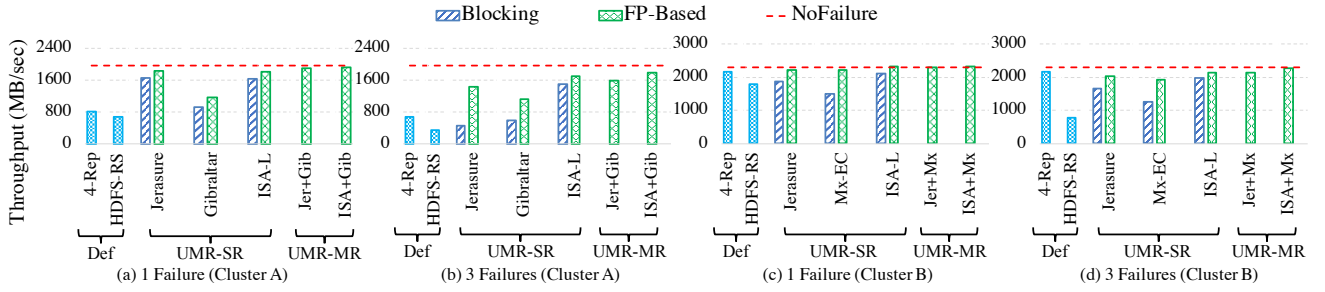 Blocking FP-Based NoFailure
Throughput (MB/sec)
2400
1600
800
0
4-Rep
HDFS-RS
Jerasure
Gibraltar
ISA-L
Jer+Gib
ISA+Gib
Def UMR-SR UMR-MR
(a) 1 Failure (Cluster A)
2400
1600
800
0
4-Rep
HDFS-RS
Jerasure
Gibraltar
ISA-L
Jer+Gib
ISA+Gib
Def UMR-SR UMR-MR
(b) 3 Failures (Cluster A)
3000
2000
1000
0
4-Rep
HDFS-RS
Jerasure
Mx-EC
ISA-L
Jer+Mx
ISA+Mx
Def UMR-SR UMR-MR
(c) 1 Failure (Cluster B)
3000
2000
1000
0
4-Rep
HDFS-RS
Jerasure
Mx-EC
ISA-L
Jer+Mx
ISA+Mx
Def UMR-SR UMR-MR
(d) 3 Failures (Cluster B)